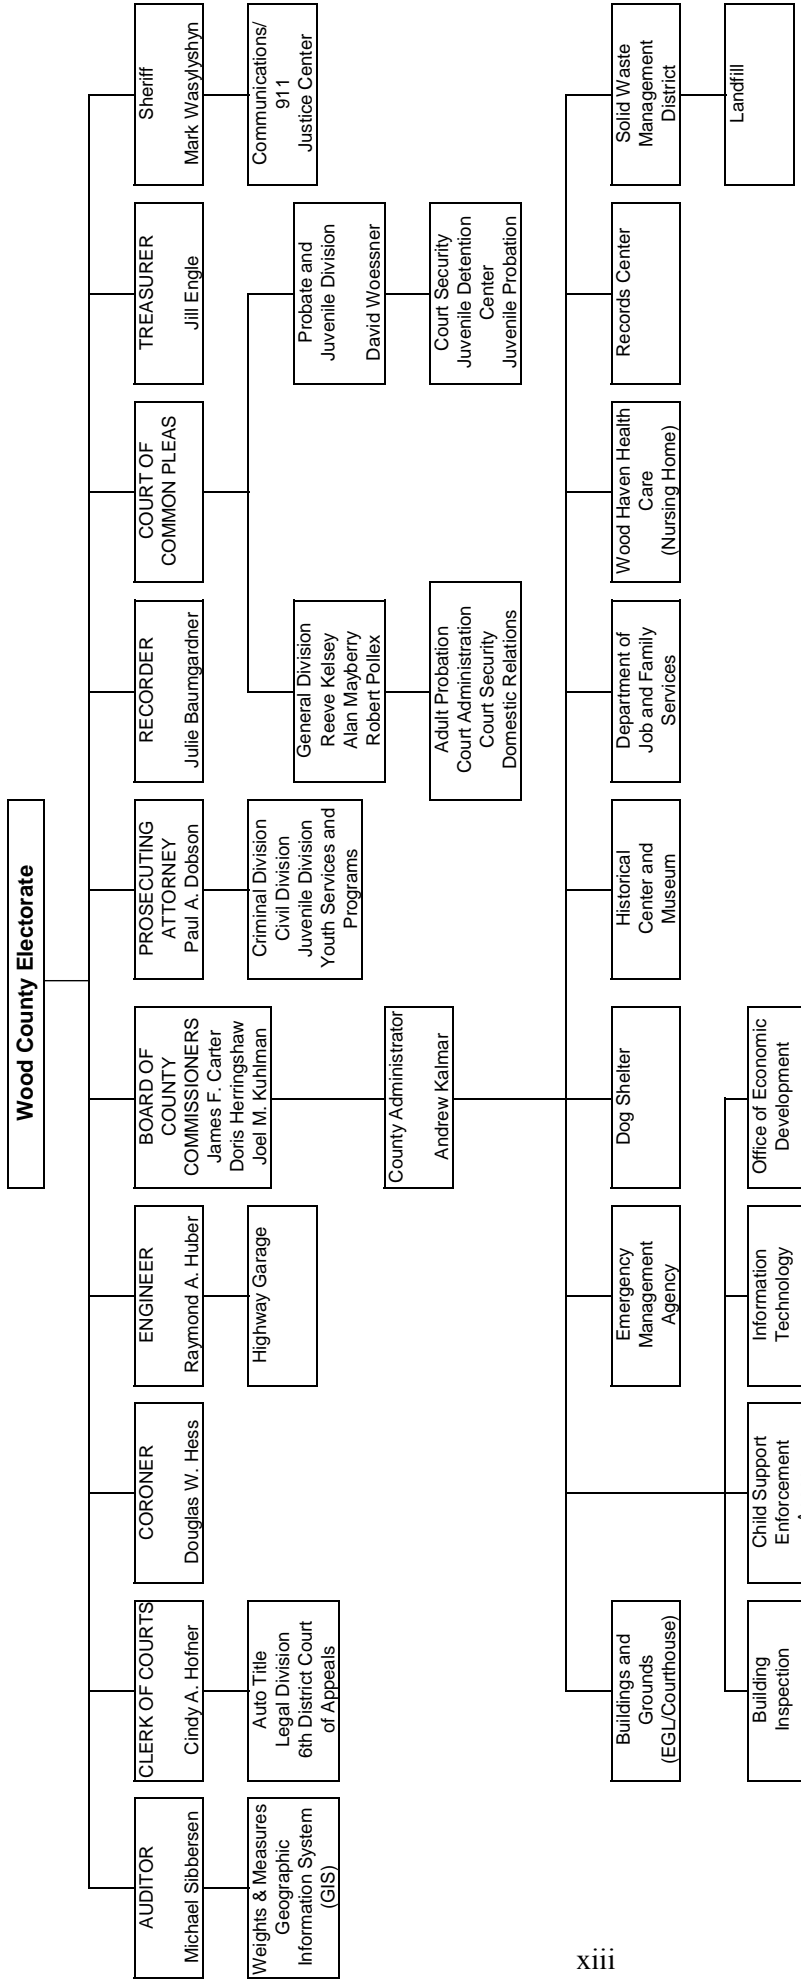 Wood County Electorate
AUDITOR
Michael Sibbersen
Weights & Measures
Geographic
Information System
(GIS)
CLERK OF COURTS
Cindy A. Hofner
Auto Title
Legal Division
6th District Court
of Appeals
CORONER
Douglas W. Hess
ENGINEER
Raymond A. Huber
Highway Garage
BOARD OF
COUNTY
COMMISSIONERS
James F. Carter
Doris Herringshaw
Joel M. Kuhlman
County Administrator
Andrew Kalmar
PROSECUTING
ATTORNEY
Paul A. Dobson
Criminal Division
Civil Division
Juvenile Division
Youth Services and
Programs
RECORDER
Julie Baumgardner
COURT OF
COMMON PLEAS
General Division
Reeve Kelsey
Alan Mayberry
Robert Pollex
Adult Probation
Court Administration
Court Security
Domestic Relations
Probate and
Juvenile Division
David Woessner
Court Security
Juvenile Detention
Center
Juvenile Probation
TREASURER
Jill Engle
Sheriff
Mark Wasylyshyn
Communications/
911
Justice Center
Buildings and
Grounds
(EGL/Courthouse)
Emergency
Management
Agency
Dog Shelter
Historical
Center and
Museum
Department of
Job and Family
Services
Wood Haven Health
Care
(Nursing Home)
Records Center
Solid Waste
Management
District
Landfill
Building
Inspection
Child Support
Enforcement
Information
Technology
Office of Economic
Development
xiii